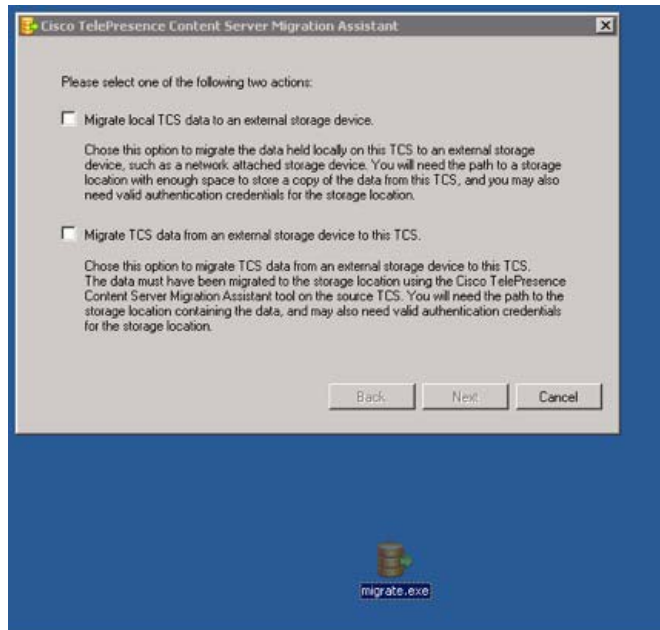 Cisco TelePresence Content Server Migration Assistant
Please select one of the following two actions:
Migrate local TCS data to an external storage device.
Chose this option to migrate the data held locally on this TCS to an external storage
device, such as a network attached storage device. You will need the path to a storage
location with enough space to store a copy of the data from this TCS, and you may also
need valid authentication credentials for the storage location.
Migrate TCS data from an external storage device to this TCS.
Chose this option to migrate TCS data from an external storage device to this TCS.
The data must have been migrated to the storage location using the Cisco TelePresence
Content Server Migration Assistant tool on the source TCS. You will need the path to the
storage location containing the data, and may also need valid authentication credentials
for the storage location.
Back Next Cancel
migrate.exe